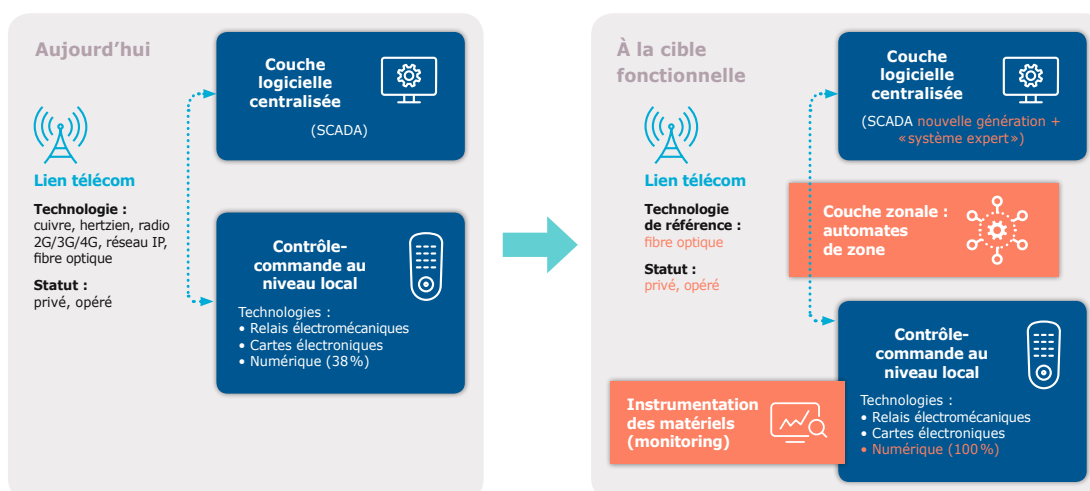 Aujourd’hui
Couche
logicielle
centralisée
(SCADA)
Lien télécom
Technologie :
cuivre, hertzien, radio
2G/3G/4G, réseau IP,
fibre optique
Statut :
privé, opéré
Contrôle-
commande au
niveau local
Technologies :
• Relais électromécaniques
• Cartes électroniques
• Numérique (38 %)
À la cible
fonctionnelle
Couche
logicielle
centralisée
(SCADA nouvelle génération +
«système expert»)
Lien télécom
Technologie
de référence :
fibre optique
Statut :
privé, opéré
Couche zonale :
automates
de zone
Contrôle-
commande au
niveau local
Technologies :
• Relais électromécaniques
• Cartes électroniques
• Numérique (100 %)
Instrumentation
des matériels
(monitoring)